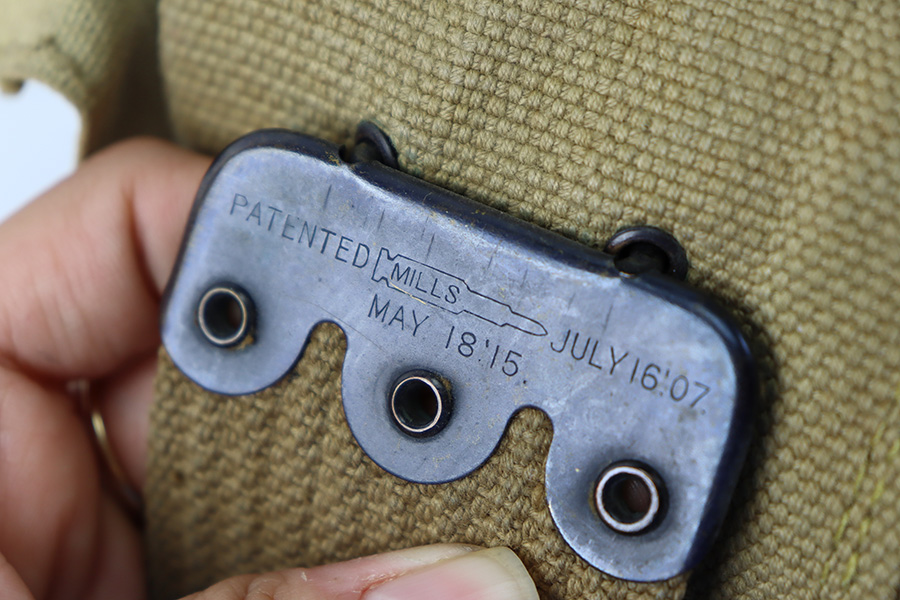 PATENTED MILLS JULY 16'.07.
MAY 18'.15.